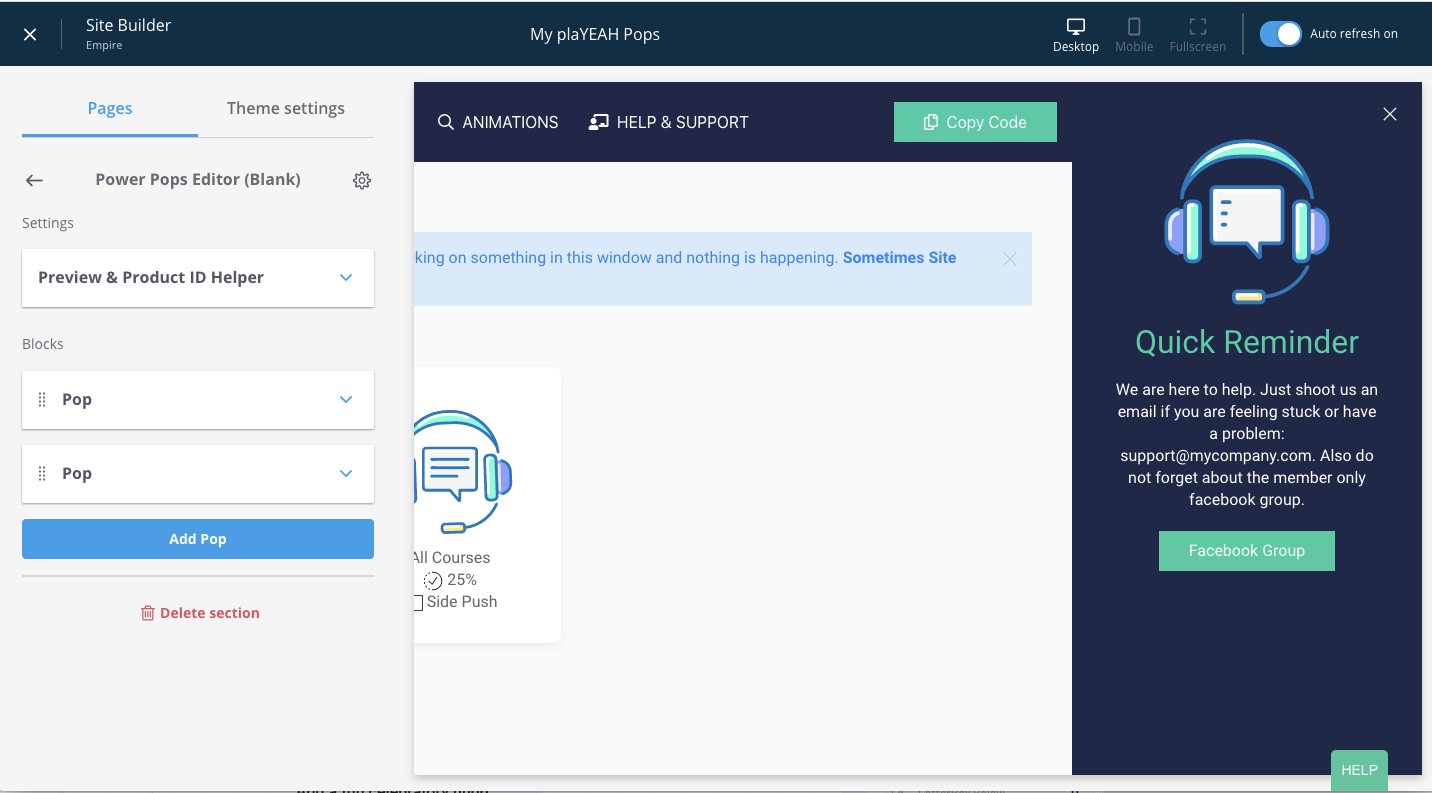 Site Builder
Empire
My plaYEAH Pops
Desktop
Mobile
Fullscreen
Auto refresh on
Pages
Theme settings
Power Pops Editor (Blank)
Settings
Preview & Product ID Helper
Blocks
Pop
Pop
Add Pop
Delete section
ANIMATIONS
HELP & SUPPORT
Copy Code
king on something in this window and nothing is happening. Sometimes Site
All Courses
25%
Side Push
Quick Reminder
We are here to help. Just shoot us an
email if you are feeling stuck or have
a problem:
support@mycompany.com. Also do
not forget about the member only
facebook group.
Facebook Group
HELP